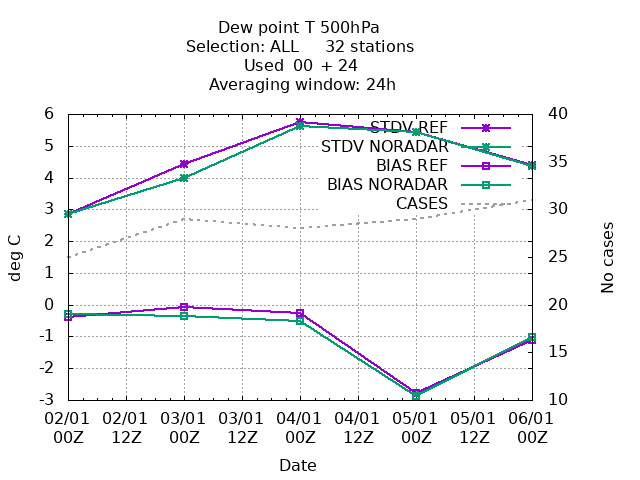 Dew point T 500hPa
Selection: ALL     32 stations
Used  00 + 24
Averaging window: 24h
6
5
4
3
2
1
0
-1
-2
-3
deg C
40
35
30
25
20
15
10
No cases
STDV REF
STDV NORADAR
BIAS REF
BIAS NORADAR
CASES
02/01 02/01 03/01 03/01 04/01 04/01 05/01 05/01 06/01
00Z 12Z 00Z 12Z 00Z 12Z 00Z 12Z 00Z
Date